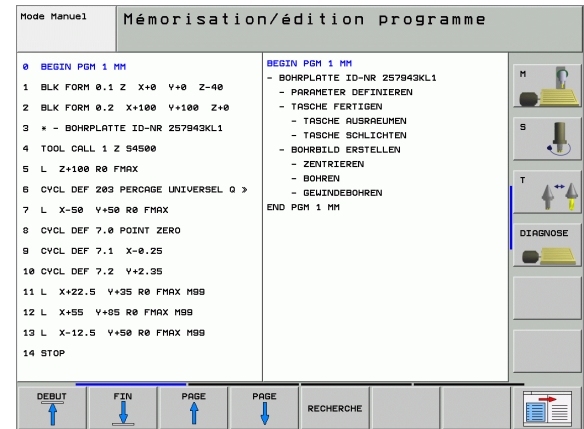 Mode Manuel
Mémorisation/édition programme
0 BEGIN PGM 1 MM
1 BLK FORM 0.1 Z X+0 Y+0 Z-40
2 BLK FORM 0.2 X+100 Y+100 Z+0
3 * - BOHRPLATTE ID-NR 257943KL1
4 TOOL CALL 1 Z S4500
5 L Z+100 R0 FMAX
6 CYCL DEF 203 PERCAGE UNIVERSEL Q »
7 L X-50 Y+50 R0 FMAX
8 CYCL DEF 7.0 POINT ZERO
9 CYCL DEF 7.1 X-0.25
10 CYCL DEF 7.2 Y+2.35
11 L X+22.5 Y+35 R0 FMAX M99
12 L X+55 Y+85 R0 FMAX M99
13 L X-12.5 Y+50 R0 FMAX M99
14 STOP
BEGIN PGM 1 MM
- BOHRPLATTE ID-NR 257943KL1
- PARAMETER DEFINIEREN
- TASCHE FERTIGEN
- TASCHE AUSRAEUMEN
- TASCHE SCHLICHTEN
- BOHRBILD ERSTELLEN
- ZENTRIEREN
- BOHREN
- GEWINDEBOHREN
END PGM 1 MM
M
S
T
DIAGNOSE
DEBUT
FIN
PAGE
PAGE
RECHERCHE